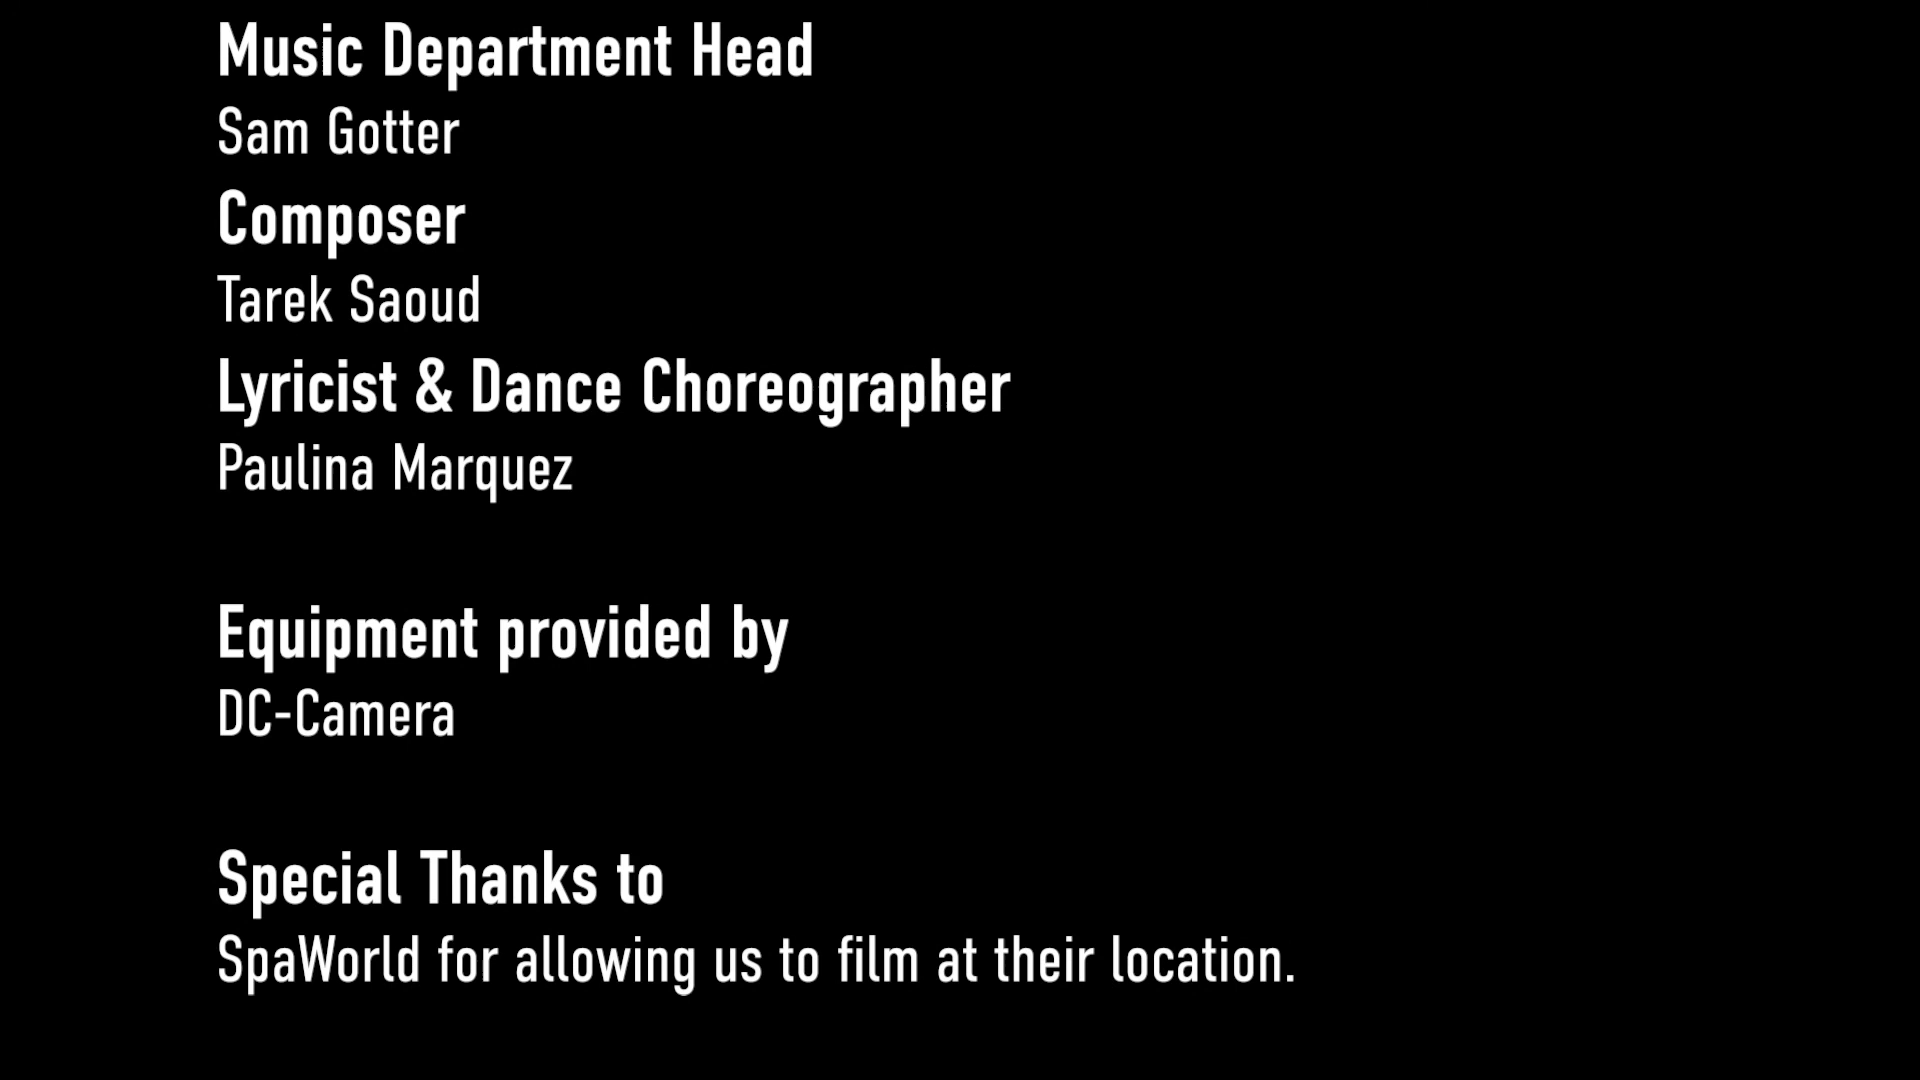 Music Department Head
Sam Gotter
Composer
Tarek Saoud
Lyricist & Dance Choreographer
Paulina Marquez
Equipment provided by
DC-Camera
Special Thanks to
SpaWorld for allowing us to film at their location.